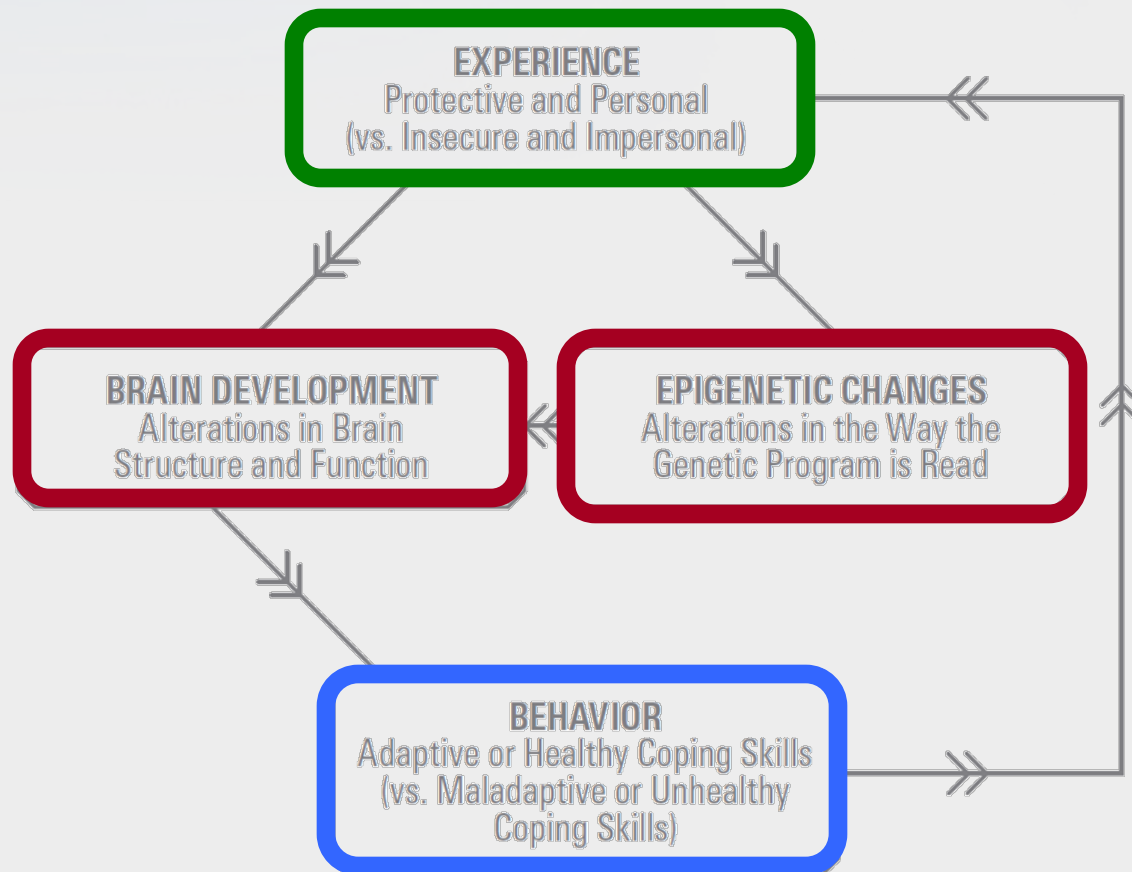 EXPERIENCE
Protective and Personal
(vs. Insecure and Impersonal)
BRAIN DEVELOPMENT
Alterations in Brain
Structure and Function
EPIGENETIC CHANGES
Alterations in the Way the
Genetic Program is Read
BEHAVIOR
Adaptive or Healthy Coping Skills
(vs. Maladaptive or Unhealthy
Coping Skills)